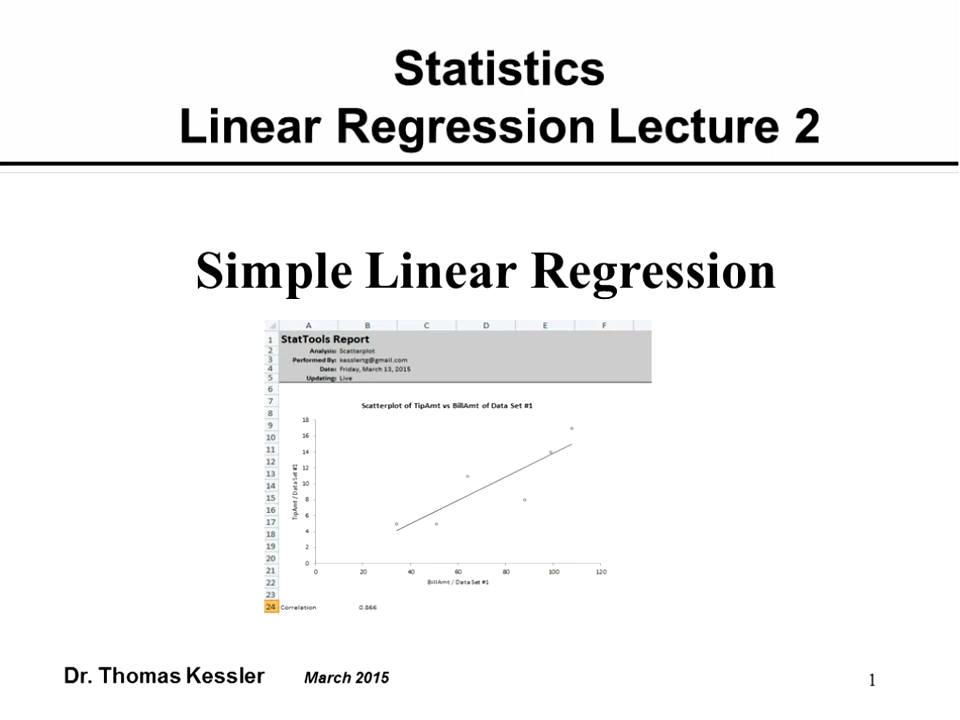 Statistics
Linear Regression Lecture 2
Simple Linear Regression
A B C D E F
1 StatTools Report
2 Analysis: Scatterplot
3 Performed By: kesslertg@gmail.com
4 Date: Friday, March 13, 2015
5 Updating: Live
6
7
8
9
10
11
12
13
14
15
16
17
18
19
20
21
22
23
24 Correlation 0.866
Scatterplot of TipAmt vs BillAmt of Data Set #1
TipAmt / Data Set #1
18
16
14
12
10
8
6
4
2
0
0 20 40 60 80 100 120
BillAmt / Data Set #1
Dr. Thomas Kessler March 2015 1